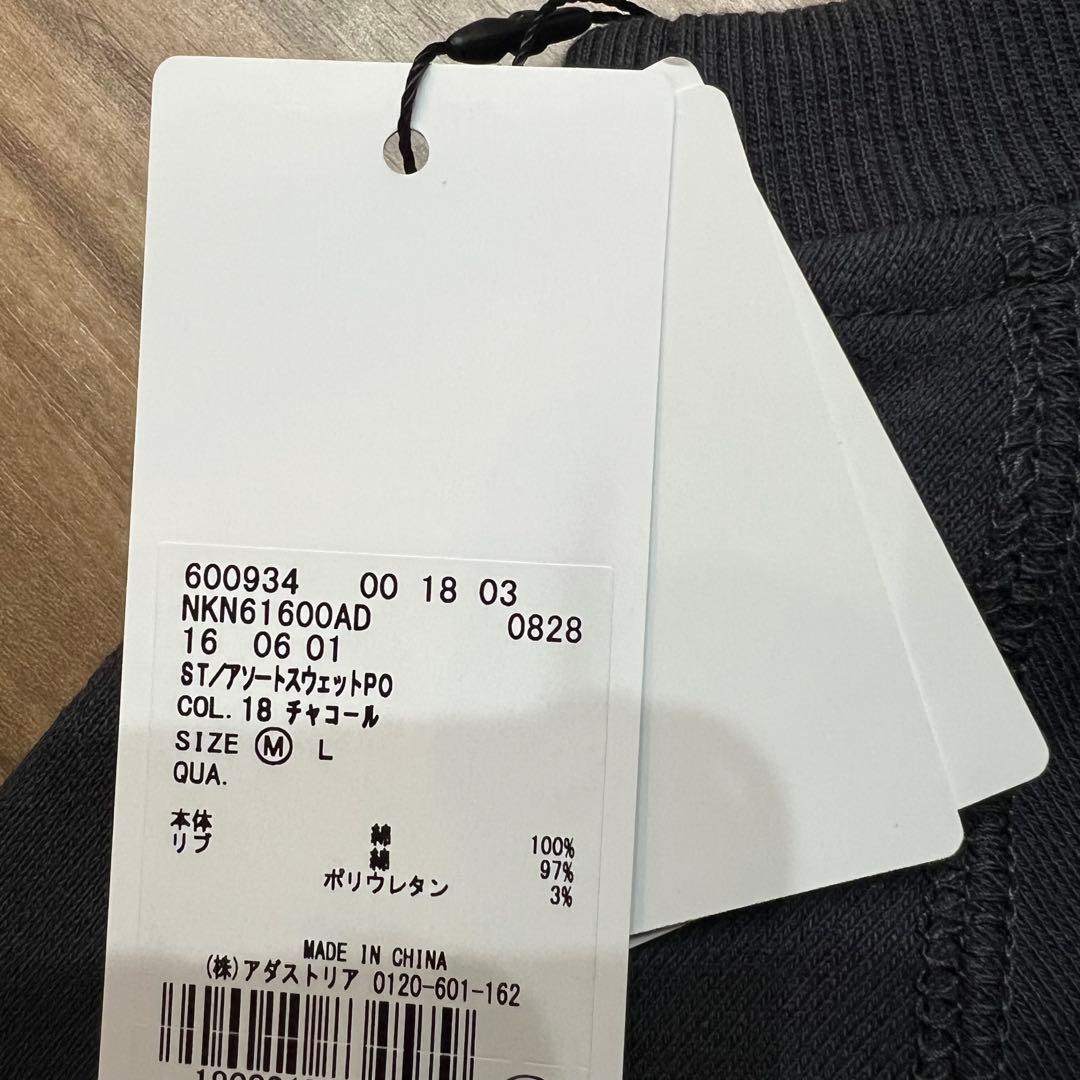 600934 00 18 03
NKN61600AD 0828
16 06 01
ST/アソートスウェットPO
COL. 18 チャコール
SIZE Ⓜ L
QUA.
本体 綿 100%
リブ 綿 97%
ポリウレタン 3%
MADE IN CHINA
(株)アダストリア 0120-601-162